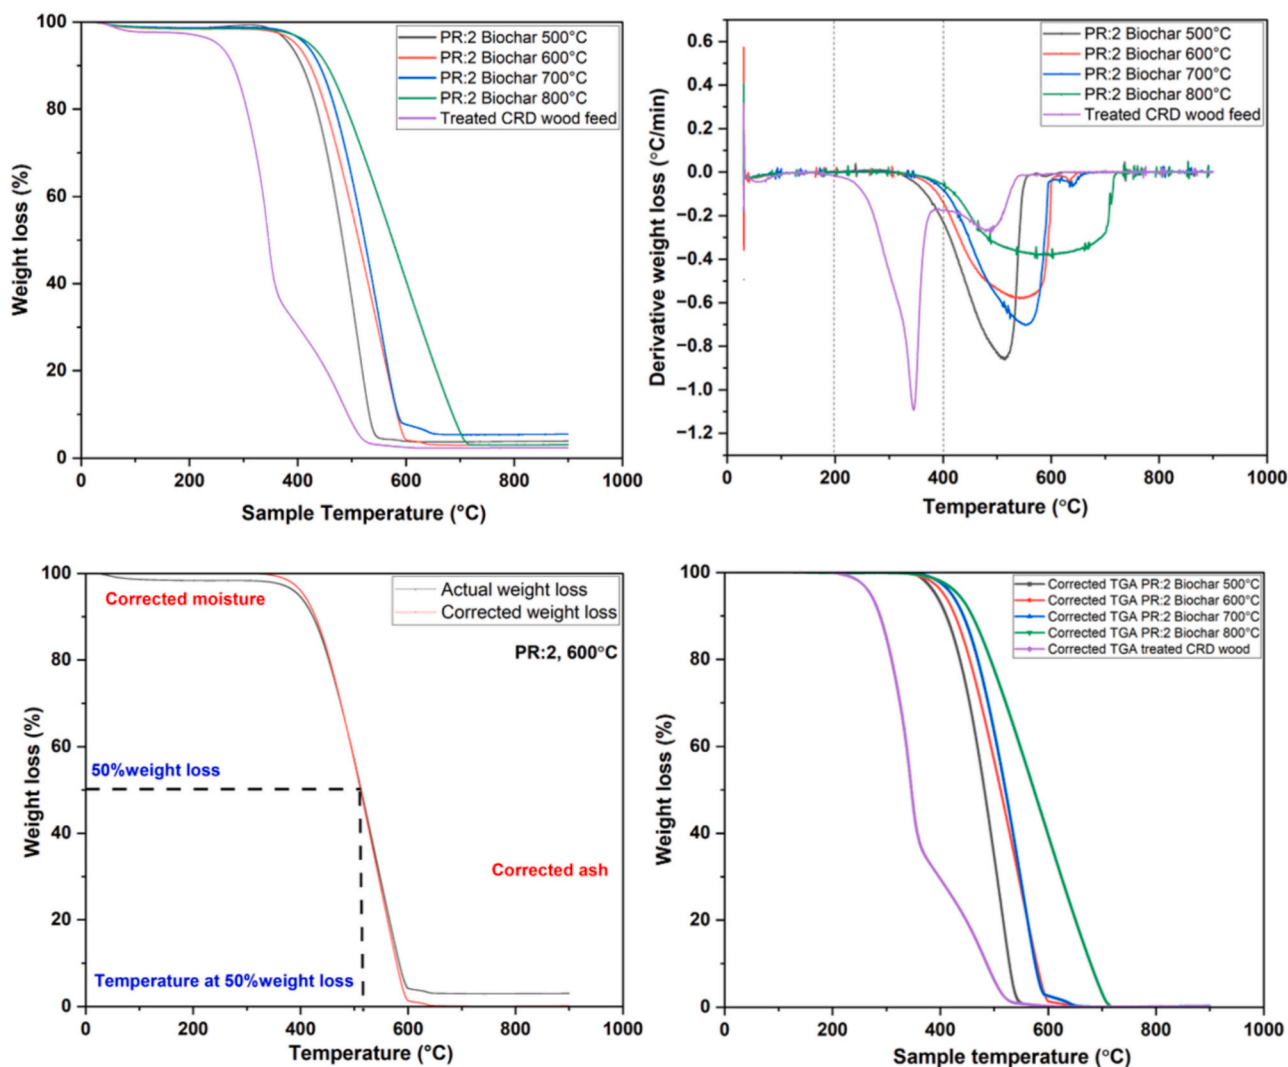 PR:2 Biochar 500°C
PR:2 Biochar 600°C
PR:2 Biochar 700°C
PR:2 Biochar 800°C
Treated CRD wood feed
100
80
60
40
20
0
Weight loss (%)
0 200 400 600 800 1000
Sample Temperature (°C)
PR:2 Biochar 500°C
PR:2 Biochar 600°C
PR:2 Biochar 700°C
PR:2 Biochar 800°C
Treated CRD wood feed
0.6
0.4
0.2
0.0
−0.2
−0.4
−0.6
−0.8
−1.0
−1.2
Derivative weight loss (°C/min)
0 200 400 600 800 1000
Temperature (°C)
Actual weight loss
Corrected weight loss
Corrected moisture
PR:2, 600°C
50%weight loss
Corrected ash
Temperature at 50%weight loss
100
80
60
40
20
0
Weight loss (%)
0 200 400 600 800 1000
Temperature (°C)
Corrected TGA PR:2 Biochar 500°C
Corrected TGA PR:2 Biochar 600°C
Corrected TGA PR:2 Biochar 700°C
Corrected TGA PR:2 Biochar 800°C
Corrected TGA treated CRD wood
100
80
60
40
20
0
Weight loss (%)
0 200 400 600 800 1000
Sample temperature (°C)